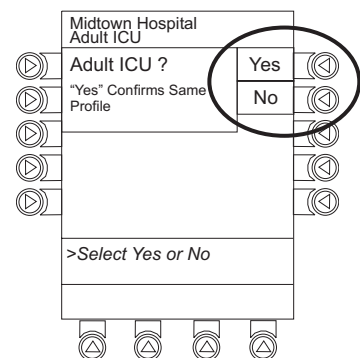 Midtown Hospital
Adult ICU
Adult ICU ?
Yes
"Yes" Confirms Same
Profile
No
>Select Yes or No